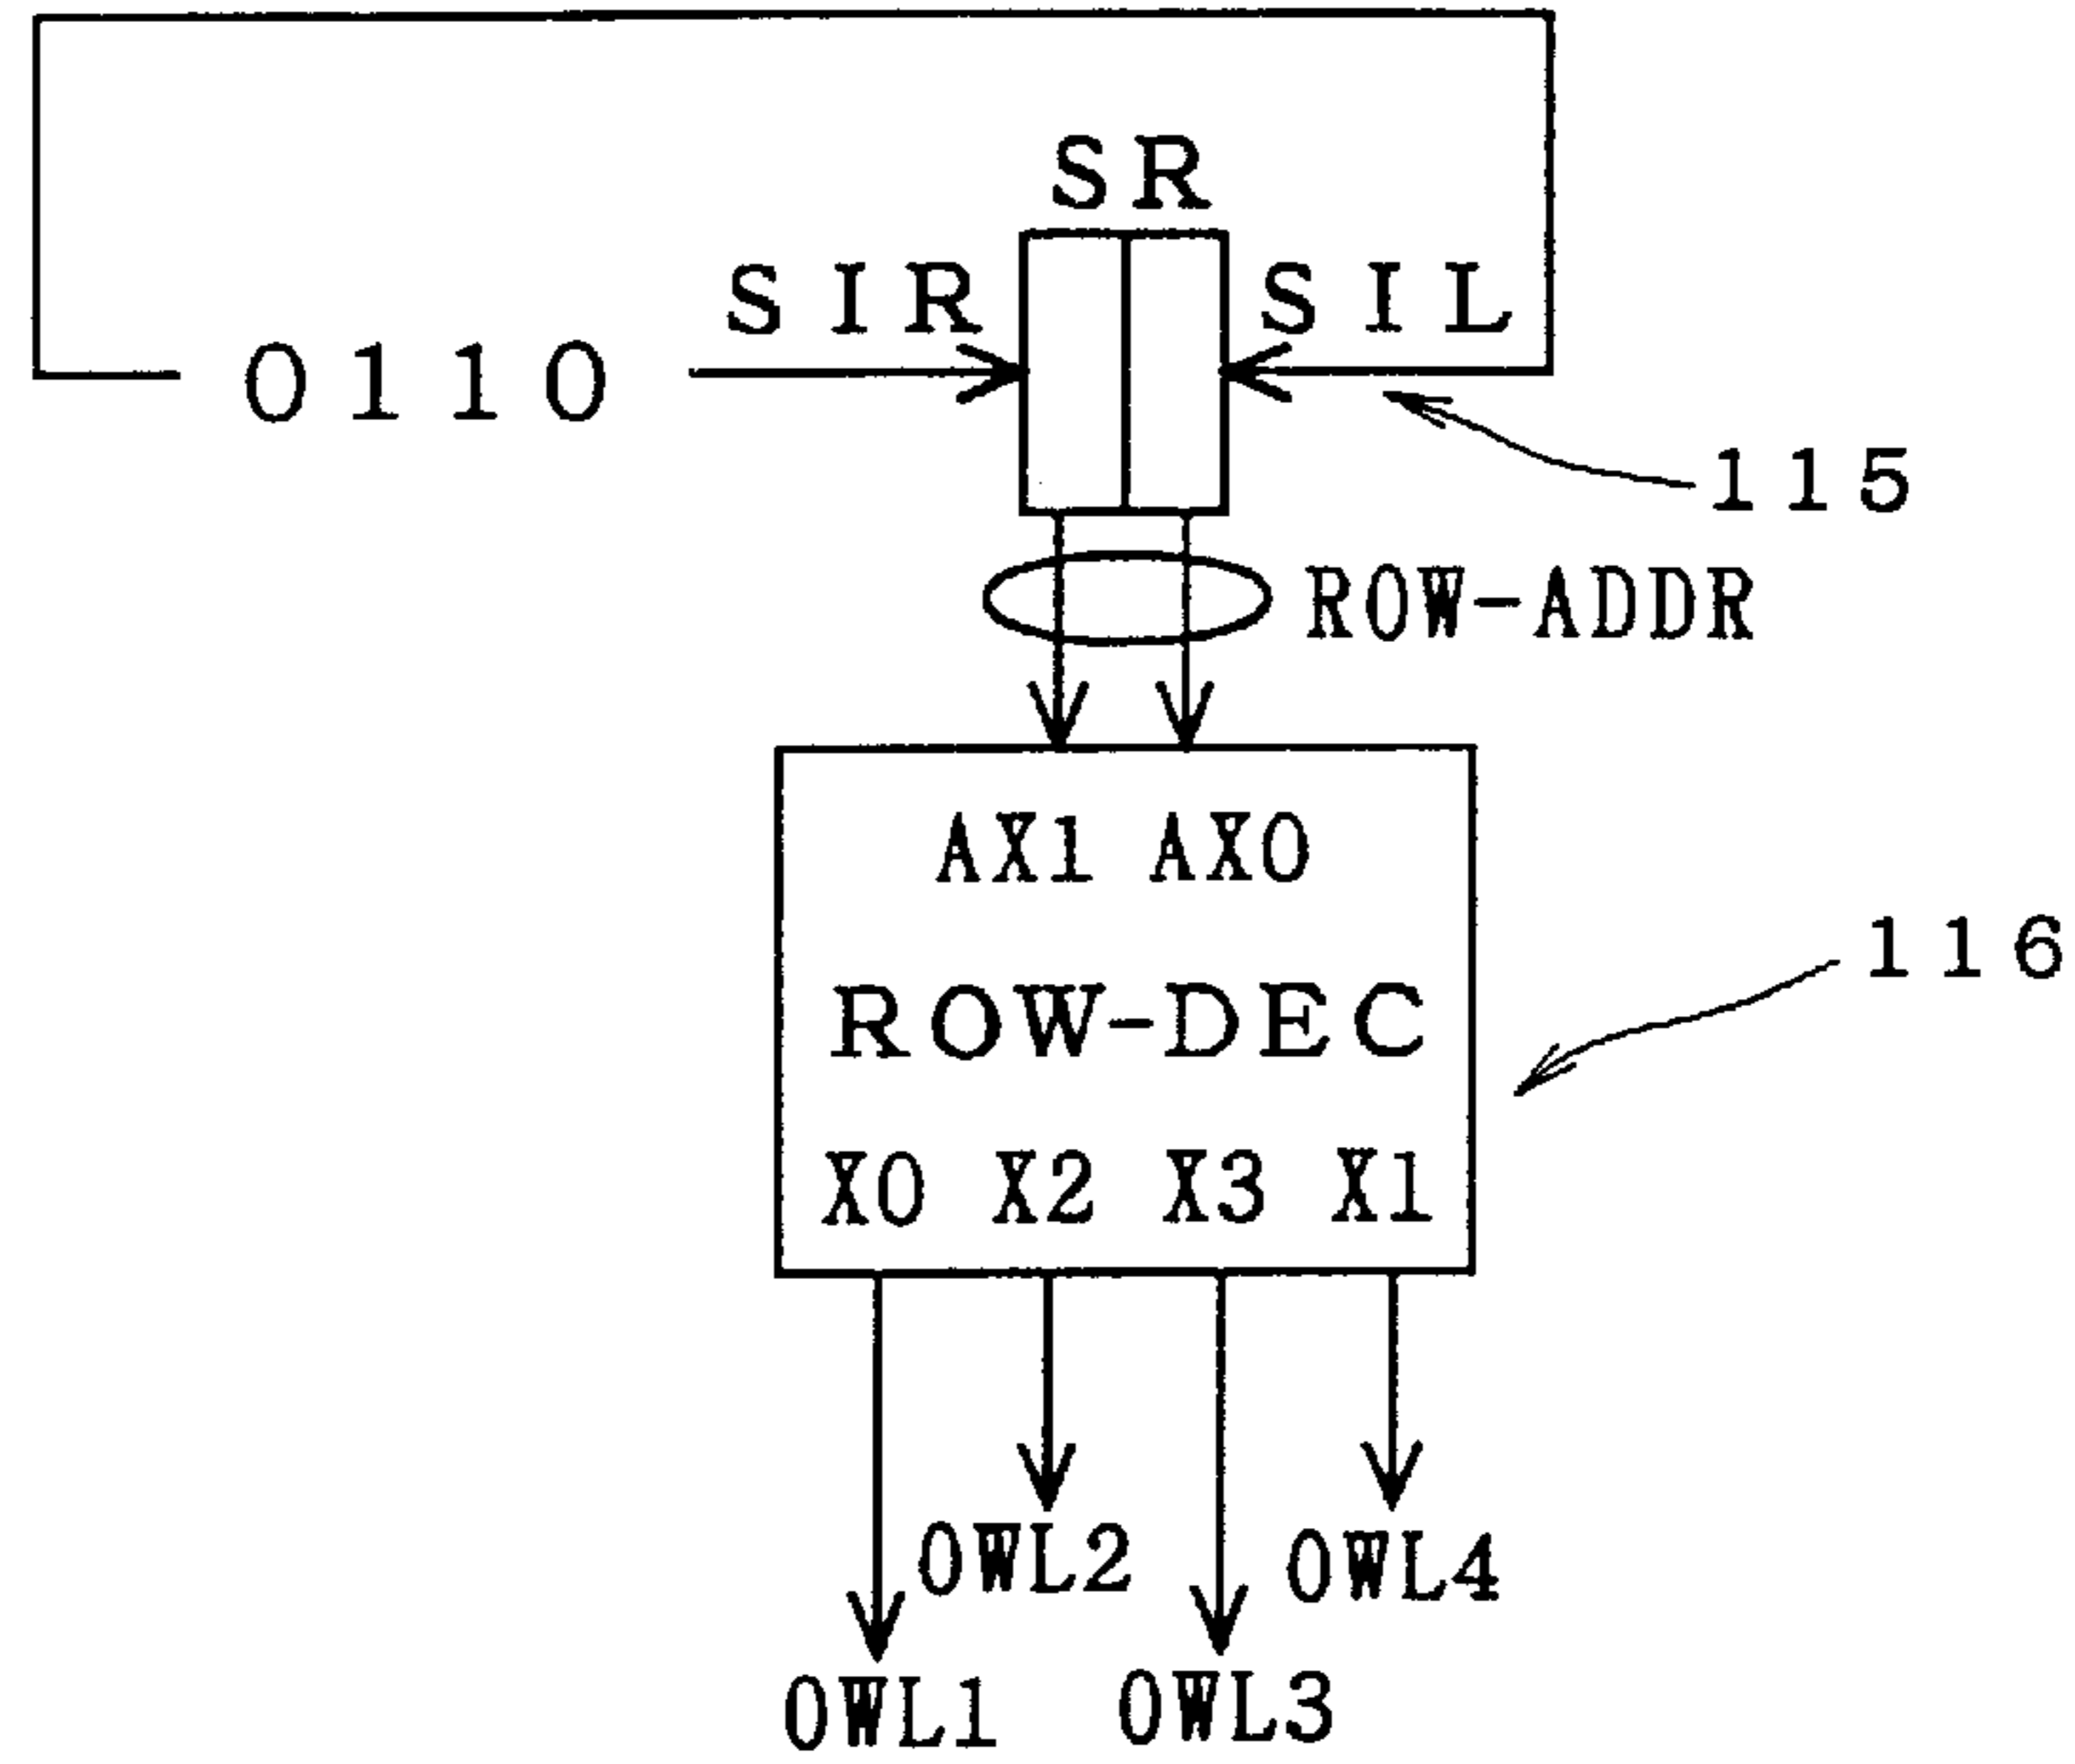 SR
SIR SIL
0110
115
ROW-ADDR
AX1 AX0
116
ROW-DEC
X0 X2 X3 X1
OWL2 OWL4
OWL1 OWL3